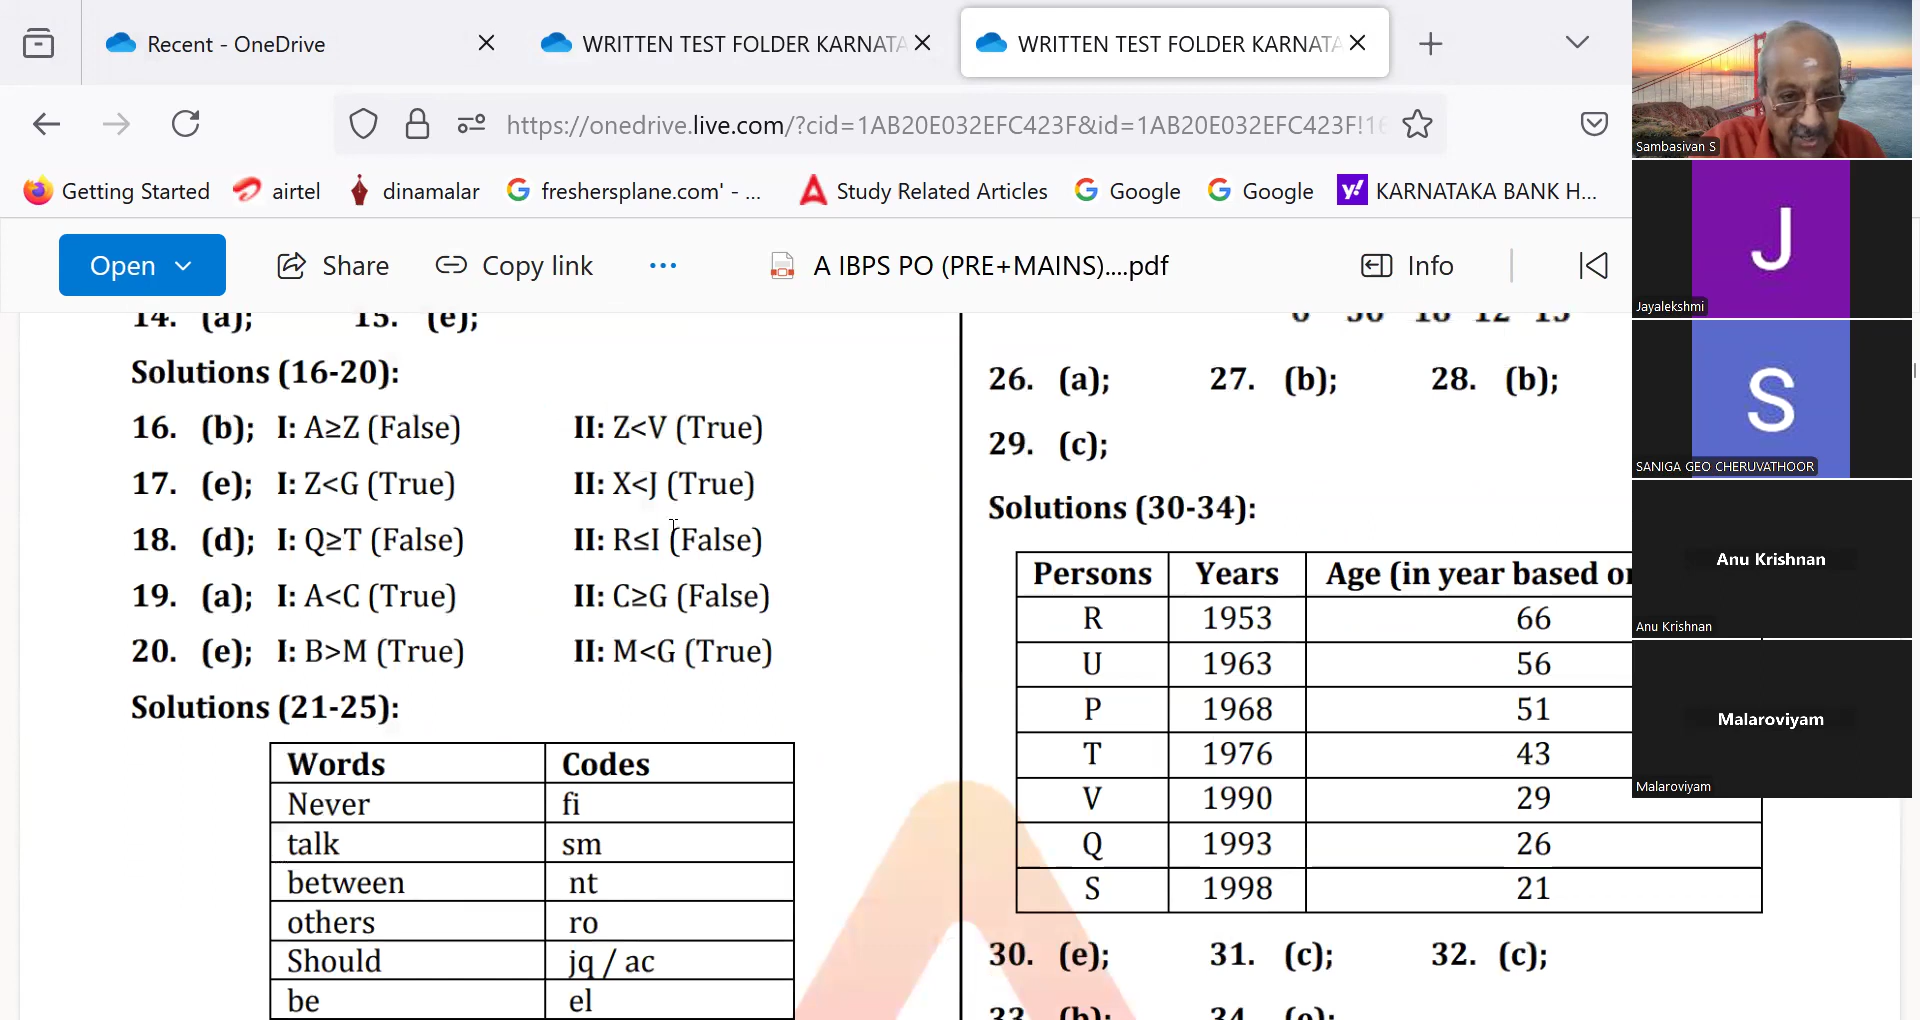 Recent - OneDrive
WRITTEN TEST FOLDER KARNATA
WRITTEN TEST FOLDER KARNATA
https://onedrive.live.com/?cid=1AB20E032EFC423F&id=1AB20E032EFC423F!16
Getting Started
airtel
dinamalar
freshersplane.com' - ...
Study Related Articles
Google
Google
KARNATAKA BANK H...
Open
Share
Copy link
A IBPS PO (PRE+MAINS)....pdf
Info
14. (a); 15. (e);
Solutions (16-20):
16. (b); I: A≥Z (False) II: Z<V (True)
17. (e); I: Z<G (True) II: X<J (True)
18. (d); I: Q≥T (False) II: R≤I (False)
19. (a); I: A<C (True) II: C≥G (False)
20. (e); I: B>M (True) II: M<G (True)
Solutions (21-25):
Words Codes
Never fi
talk sm
between nt
others ro
Should jq / ac
be el
26. (a); 27. (b); 28. (b);
29. (c);
Solutions (30-34):
Persons Years Age (in year based on
R 1953 66
U 1963 56
P 1968 51
T 1976 43
V 1990 29
Q 1993 26
S 1998 21
30. (e); 31. (c); 32. (c);
33. (b); 34.
Sambasivan S
J
Jayalekshmi
S
SANIGA GEO CHERUVATHOOR
Anu Krishnan
Anu Krishnan
Malaroviyam
Malaroviyam